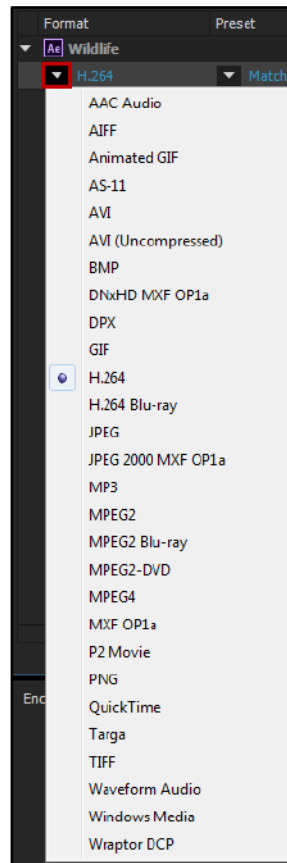 Format Preset
Ae Wildlife
H.264 Match
AAC Audio
AIFF
Animated GIF
AS-11
AVI
AVI (Uncompressed)
BMP
DNxHD MXF OP1a
DPX
GIF
H.264
H.264 Blu-ray
JPEG
JPEG 2000 MXF OP1a
MP3
MPEG2
MPEG2 Blu-ray
MPEG2-DVD
MPEG4
MXF OP1a
P2 Movie
PNG
Enc
QuickTime
Targa
TIFF
Waveform Audio
Windows Media
Wraptor DCP